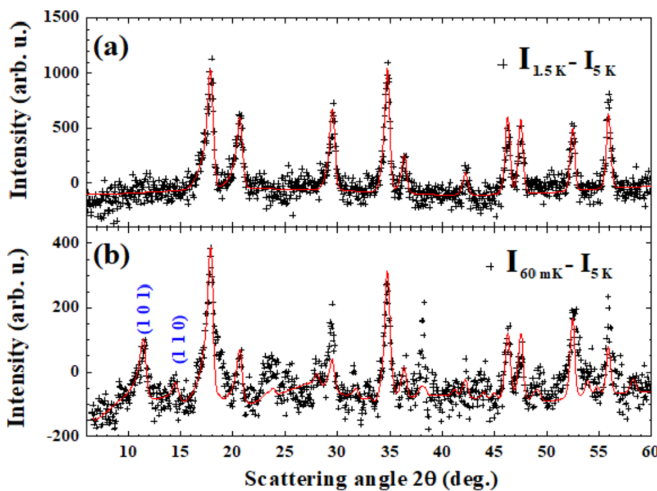 1500
(a)
+ I1.5 K - I5 K
1000
500
0
Intensity (arb. u.)
400
(b)
+ I60 mK - I5 K
200
(1 0 1)
(1 1 0)
0
-200
Intensity (arb. u.)
10 15 20 25 30 35 40 45 50 55 60
Scattering angle 2θ (deg.)